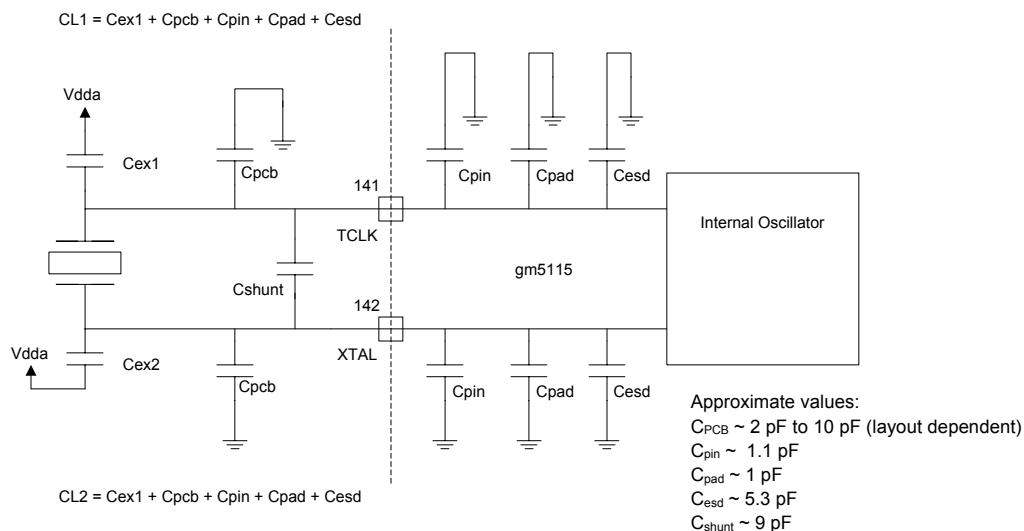 CL1 = Cex1 + Cpcb + Cpin + Cpad + Cesd
Vdda
Cex1
Cpcb
Cpin
Cpad
Cesd
141
TCLK
Internal Oscillator
gm5115
Cshunt
142
XTAL
Vdda
Cex2
Cpcb
Cpin
Cpad
Cesd
Approximate values:
CPCB ~ 2 pF to 10 pF (layout dependent)
Cpin ~ 1.1 pF
Cpad ~ 1 pF
Cesd ~ 5.3 pF
Cshunt ~ 9 pF
CL2 = Cex1 + Cpcb + Cpin + Cpad + Cesd